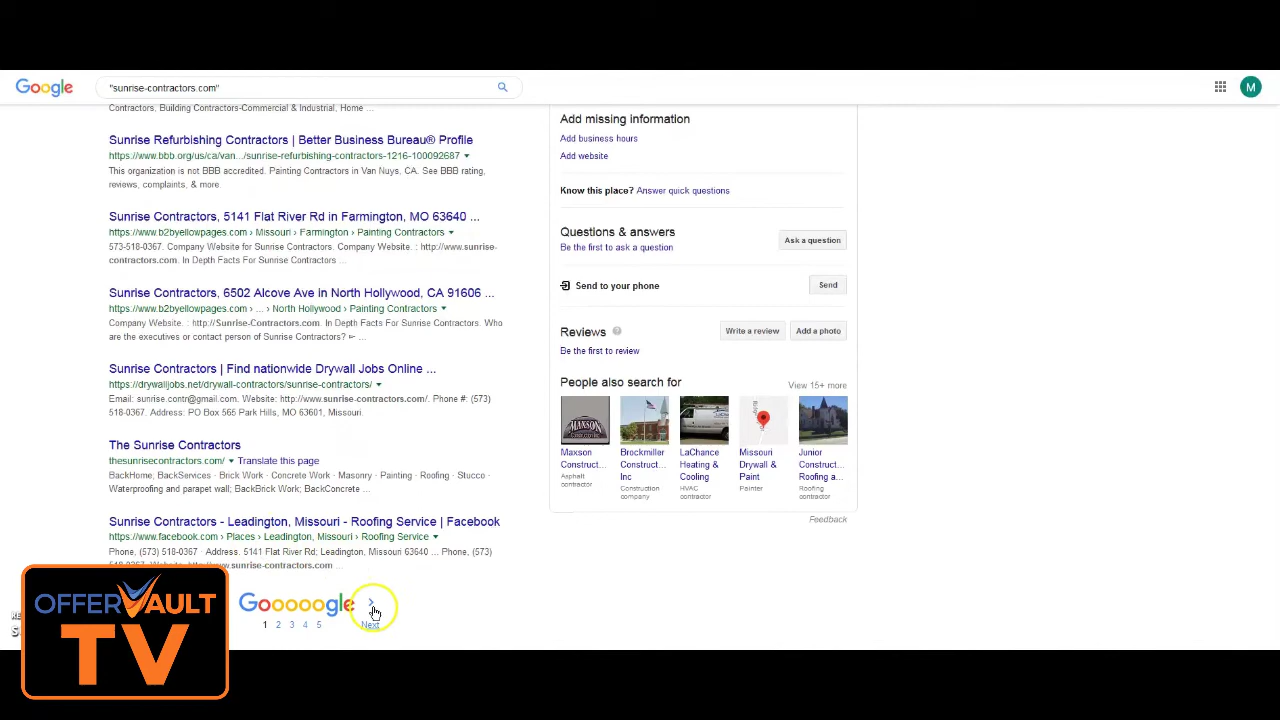 Google
"sunrise-contractors.com"
M
Contractors, Building Contractors-Commercial & Industrial, Home ...
Sunrise Refurbishing Contractors | Better Business Bureau® Profile
https://www.bbb.org/us/ca/van.../sunrise-refurbishing-contractors-1216-100092687
This organization is not BBB accredited. Painting Contractors in Van Nuys, CA. See BBB rating,
reviews, complaints, & more.
Sunrise Contractors, 5141 Flat River Rd in Farmington, MO 63640 ...
https://www.b2byellowpages.com › Missouri › Farmington › Painting Contractors
573-518-0367. Company Website for Sunrise Contractors. Company Website. : http://www.sunrise-
contractors.com. In Depth Facts For Sunrise Contractors ...
Sunrise Contractors, 6502 Alcove Ave in North Hollywood, CA 91606 ...
https://www.b2byellowpages.com › ... › North Hollywood › Painting Contractors
Company Website. : http://Sunrise-Contractors.com. In Depth Facts For Sunrise Contractors. Who
are the executives or contact person of Sunrise Contractors? ► ...
Sunrise Contractors | Find nationwide Drywall Jobs Online ...
https://drywalljobs.net/drywall-contractors/sunrise-contractors/
Email: sunrise.contr@gmail.com. Website: http://www.sunrise-contractors.com/. Phone #: (573)
518-0367. Address: PO Box 565 Park Hills, MO 63601, Missouri.
The Sunrise Contractors
thesunrisecontractors.com/ Translate this page
BackHome, BackServices · Brick Work · Concrete Work · Masonry · Painting · Roofing · Stucco ·
Waterproofing and parapet wall; BackBrick Work; BackConcrete ...
Sunrise Contractors - Leadington, Missouri - Roofing Service | Facebook
https://www.facebook.com › Places › Leadington, Missouri › Roofing Service
Phone, (573) 518-0367 · Address. 5141 Flat River Rd; Leadington, Missouri 63640 ... Phone, (573)
518-0367 · Website. http://www.sunrise-contractors.com ...
Gooooogle >
1 2 3 4 5 Next
Add missing information
Add business hours
Add website
Know this place? Answer quick questions
Questions & answers
Be the first to ask a question
Ask a question
Send to your phone
Send
Reviews
Write a review
Add a photo
Be the first to review
People also search for
View 15+ more
MAXSON
Maxson
Construct...
Asphalt
contractor
Brockmiller
Construct...
Inc
Construction
company
LaChance
Heating &
Cooling
HVAC
contractor
Missouri
Drywall &
Paint
Painter
Junior
Construct...
Roofing a...
Roofing
contractor
Feedback
OFFERVAULT
TV